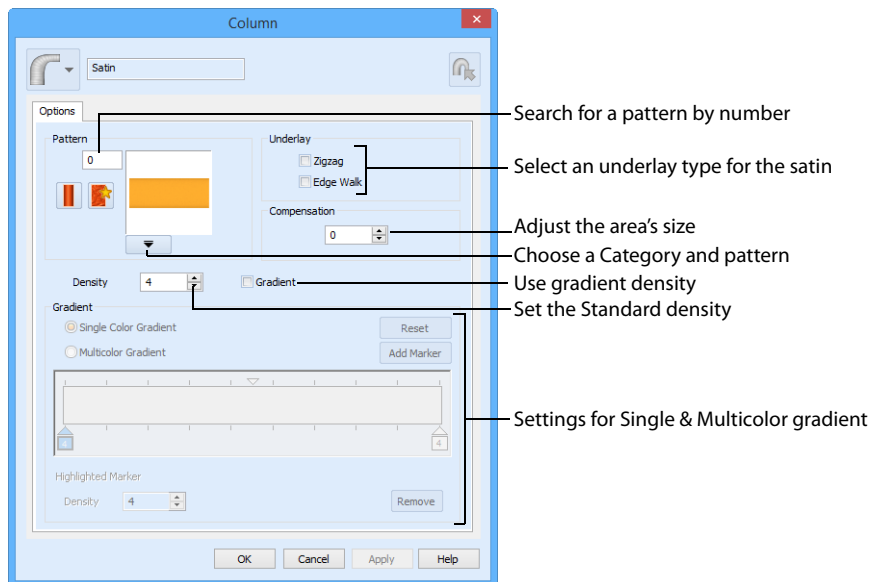 Column
Satin
Options
Pattern
0
Underlay
Zigzag
Edge Walk
Compensation
0
Density
4
Gradient
Gradient
Single Color Gradient
Reset
Multicolor Gradient
Add Marker
4
4
Highlighted Marker
Density
4
Remove
OK
Cancel
Apply
Help
Search for a pattern by number
Select an underlay type for the satin
Adjust the area's size
Choose a Category and pattern
Use gradient density
Set the Standard density
Settings for Single & Multicolor gradient